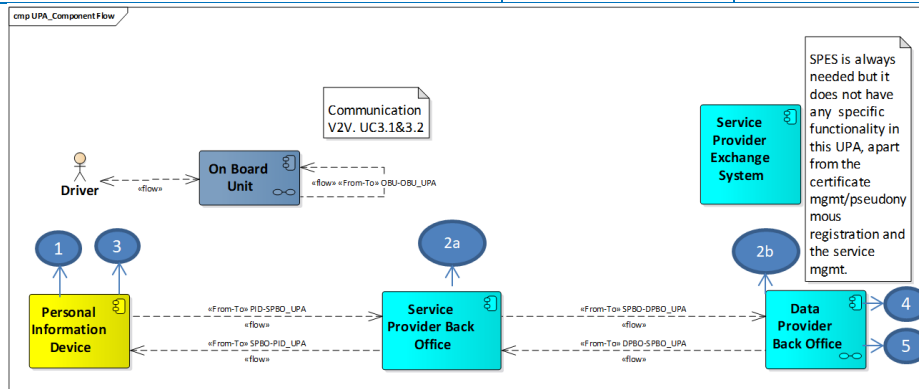 cmp UPA_Component Flow
SPES is always
needed but it
does not have
any specific
functionality in
this UPA, apart
from the
certificate
mgmt/pseudony
mous
registration and
the service
mgmt.
Communication
V2V. UC3.1&3.2
Service
Provider
Exchange
System
On Board
Unit
Driver
«flow»
«flow» «From-To» OBU-OBU_UPA
1
3
2a
2b
4
5
Personal
Information
Device
«From-To» PID-SPBO_UPA
«flow»
«From-To» SPBO-PID_UPA
«flow»
Service
Provider Back
Office
«From-To» SPBO-DPBO_UPA
«flow»
«From-To» DPBO-SPBO_UPA
«flow»
Data
Provider
Back Office